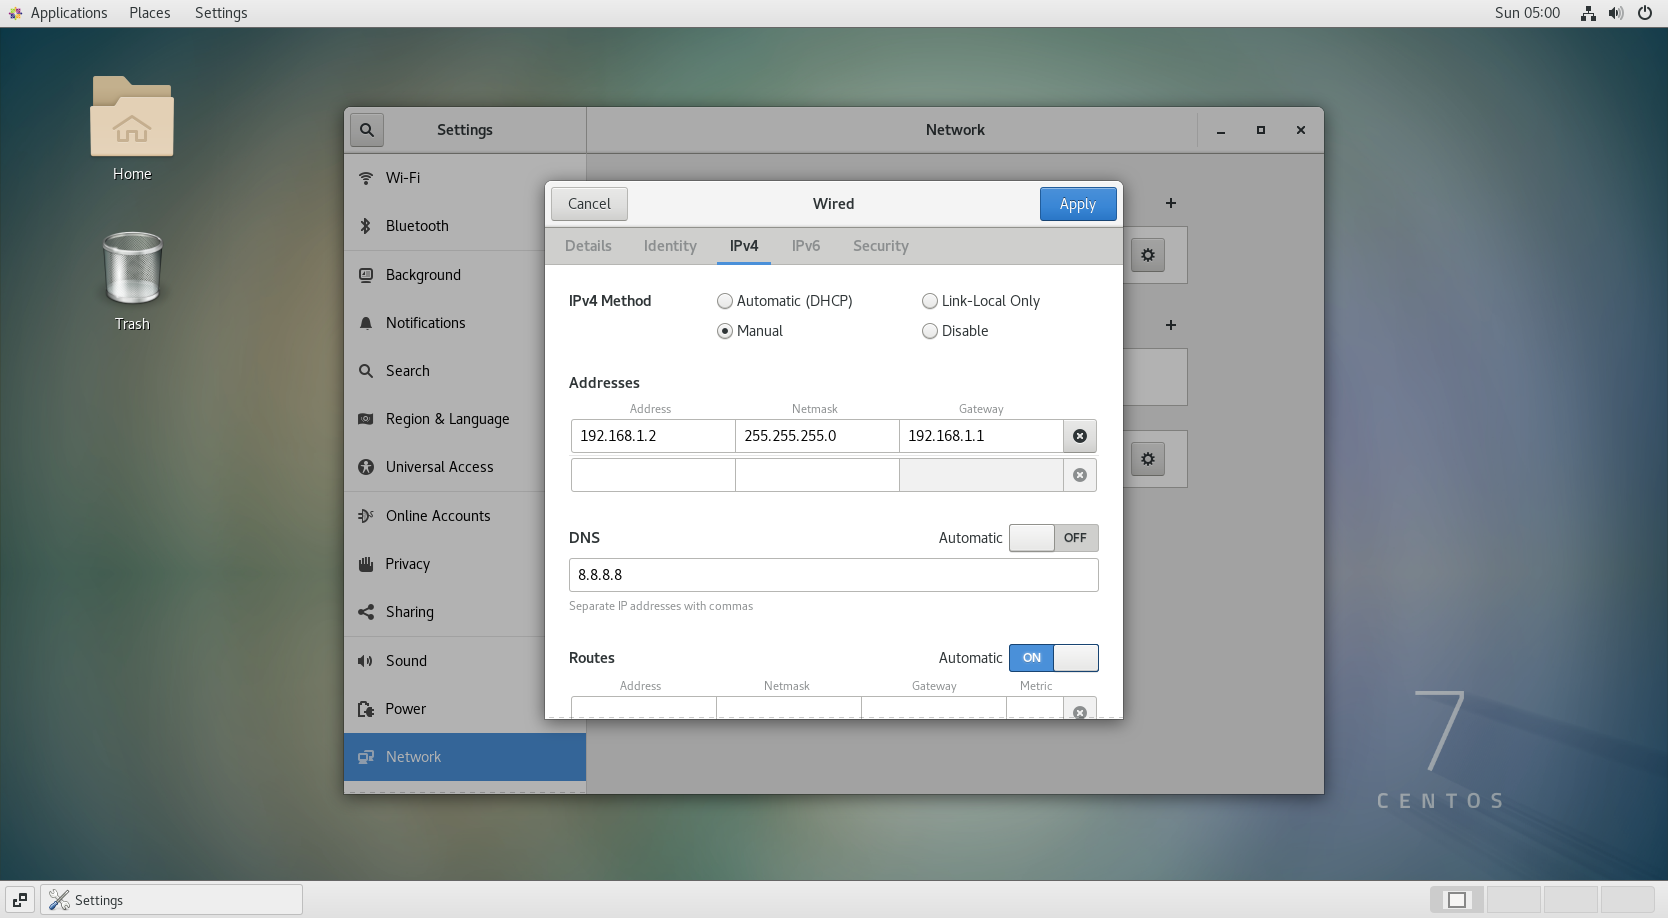 Applications Places Settings Sun 05:00
Home
Trash
Settings
Network
Wi-Fi
Bluetooth
Background
Notifications
Search
Region & Language
Universal Access
Online Accounts
Privacy
Sharing
Sound
Power
Network
Cancel Wired Apply
Details Identity IPv4 IPv6 Security
IPv4 Method Automatic (DHCP) Link-Local Only
Manual Disable
Addresses
Address Netmask Gateway
192.168.1.2 255.255.255.0 192.168.1.1
DNS Automatic OFF
8.8.8.8
Separate IP addresses with commas
Routes Automatic ON
Address Netmask Gateway Metric
7
CENTOS
Settings